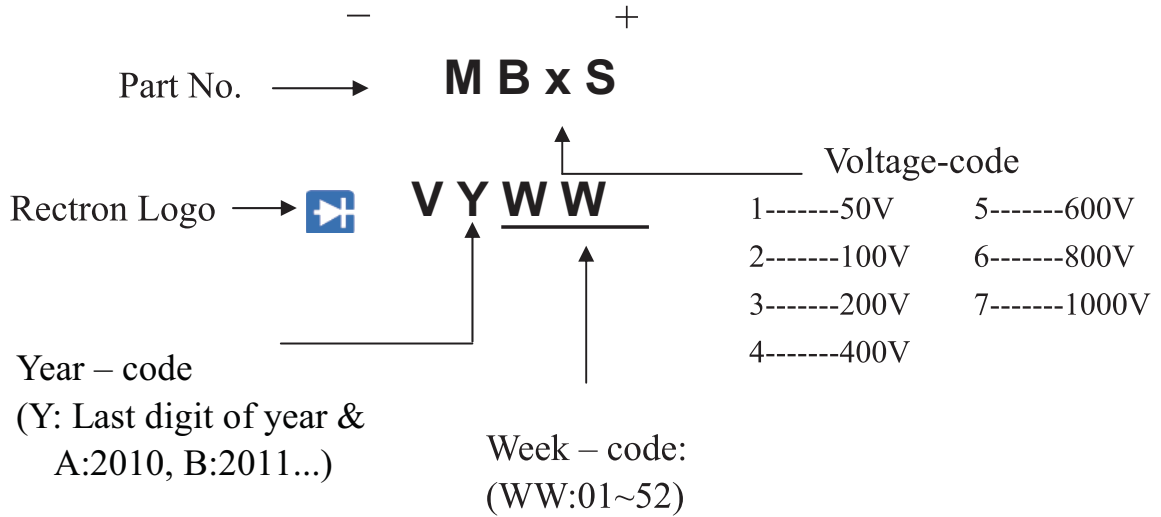 – +
Part No. M B x S
Voltage-code
Rectron Logo V Y W W
1-------50V 5-------600V
2-------100V 6-------800V
3-------200V 7-------1000V
4-------400V
Year – code
(Y: Last digit of year &
A:2010, B:2011...)
Week – code:
(WW:01~52)